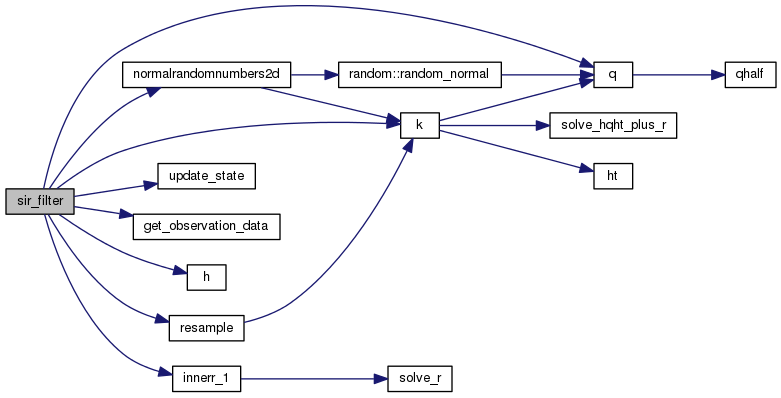 normalrandomnumbers2d
random::random_normal
q
qhalf
k
solve_hqht_plus_r
update_state
ht
sir_filter
get_observation_data
h
resample
innerr_1
solve_r